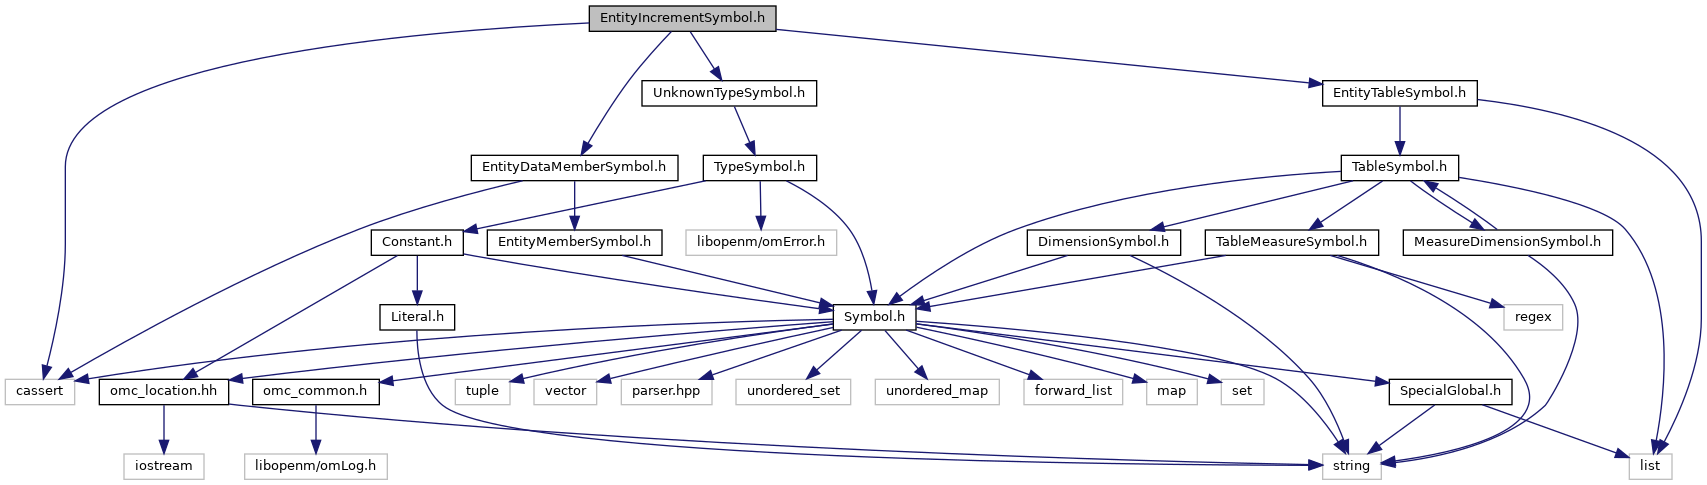 EntityIncrementSymbol.h
UnknownTypeSymbol.h
EntityTableSymbol.h
EntityDataMemberSymbol.h
TypeSymbol.h
TableSymbol.h
Constant.h
EntityMemberSymbol.h
libopenm/omError.h
DimensionSymbol.h
TableMeasureSymbol.h
MeasureDimensionSymbol.h
Literal.h
Symbol.h
regex
cassert
omc_location.hh
omc_common.h
tuple
vector
parser.hpp
unordered_set
unordered_map
forward_list
map
set
SpecialGlobal.h
iostream
libopenm/omLog.h
string
list